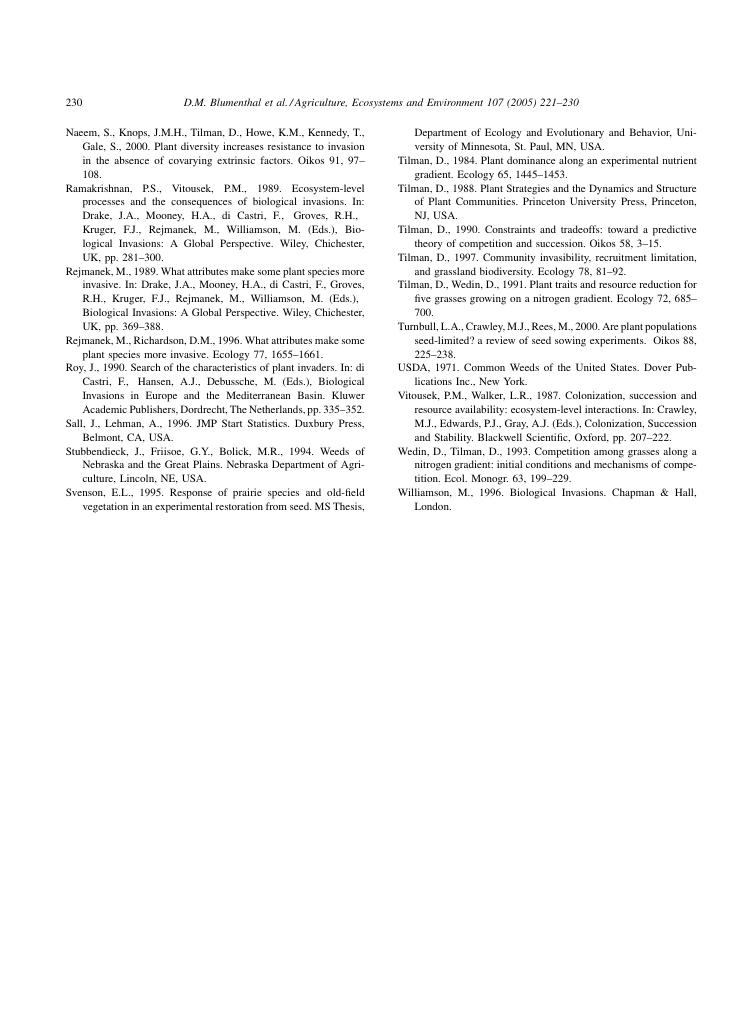 230
D.M. Blumenthal et al. / Agriculture, Ecosystems and Environment 107 (2005) 221–230
Naeem, S., Knops, J.M.H., Tilman, D., Howe, K.M., Kennedy, T.,
Gale, S., 2000. Plant diversity increases resistance to invasion
in the absence of covarying extrinsic factors. Oikos 91, 97–
108.
Ramakrishnan, P.S., Vitousek, P.M., 1989. Ecosystem-level
processes and the consequences of biological invasions. In:
Drake, J.A., Mooney, H.A., di Castri, F., Groves, R.H.,
Kruger, F.J., Rejmanek, M., Williamson, M. (Eds.), Bio-
logical Invasions: A Global Perspective. Wiley, Chichester,
UK, pp. 281–300.
Rejmanek, M., 1989. What attributes make some plant species more
invasive. In: Drake, J.A., Mooney, H.A., di Castri, F., Groves,
R.H., Kruger, F.J., Rejmanek, M., Williamson, M. (Eds.),
Biological Invasions: A Global Perspective. Wiley, Chichester,
UK, pp. 369–388.
Rejmanek, M., Richardson, D.M., 1996. What attributes make some
plant species more invasive. Ecology 77, 1655–1661.
Roy, J., 1990. Search of the characteristics of plant invaders. In: di
Castri, F., Hansen, A.J., Debussche, M. (Eds.), Biological
Invasions in Europe and the Mediterranean Basin. Kluwer
Academic Publishers, Dordrecht, The Netherlands, pp. 335–352.
Sall, J., Lehman, A., 1996. JMP Start Statistics. Duxbury Press,
Belmont, CA, USA.
Stubbendieck, J., Friisoe, G.Y., Bolick, M.R., 1994. Weeds of
Nebraska and the Great Plains. Nebraska Department of Agri-
culture, Lincoln, NE, USA.
Svenson, E.L., 1995. Response of prairie species and old-field
vegetation in an experimental restoration from seed. MS Thesis,
Department of Ecology and Evolutionary and Behavior, Uni-
versity of Minnesota, St. Paul, MN, USA.
Tilman, D., 1984. Plant dominance along an experimental nutrient
gradient. Ecology 65, 1445–1453.
Tilman, D., 1988. Plant Strategies and the Dynamics and Structure
of Plant Communities. Princeton University Press, Princeton,
NJ, USA.
Tilman, D., 1990. Constraints and tradeoffs: toward a predictive
theory of competition and succession. Oikos 58, 3–15.
Tilman, D., 1997. Community invasibility, recruitment limitation,
and grassland biodiversity. Ecology 78, 81–92.
Tilman, D., Wedin, D., 1991. Plant traits and resource reduction for
five grasses growing on a nitrogen gradient. Ecology 72, 685–
700.
Turnbull, L.A., Crawley, M.J., Rees, M., 2000. Are plant populations
seed-limited? a review of seed sowing experiments. Oikos 88,
225–238.
USDA, 1971. Common Weeds of the United States. Dover Pub-
lications Inc., New York.
Vitousek, P.M., Walker, L.R., 1987. Colonization, succession and
resource availability: ecosystem-level interactions. In: Crawley,
M.J., Edwards, P.J., Gray, A.J. (Eds.), Colonization, Succession
and Stability. Blackwell Scientific, Oxford, pp. 207–222.
Wedin, D., Tilman, D., 1993. Competition among grasses along a
nitrogen gradient: initial conditions and mechanisms of compe-
tition. Ecol. Monogr. 63, 199–229.
Williamson, M., 1996. Biological Invasions. Chapman & Hall,
London.